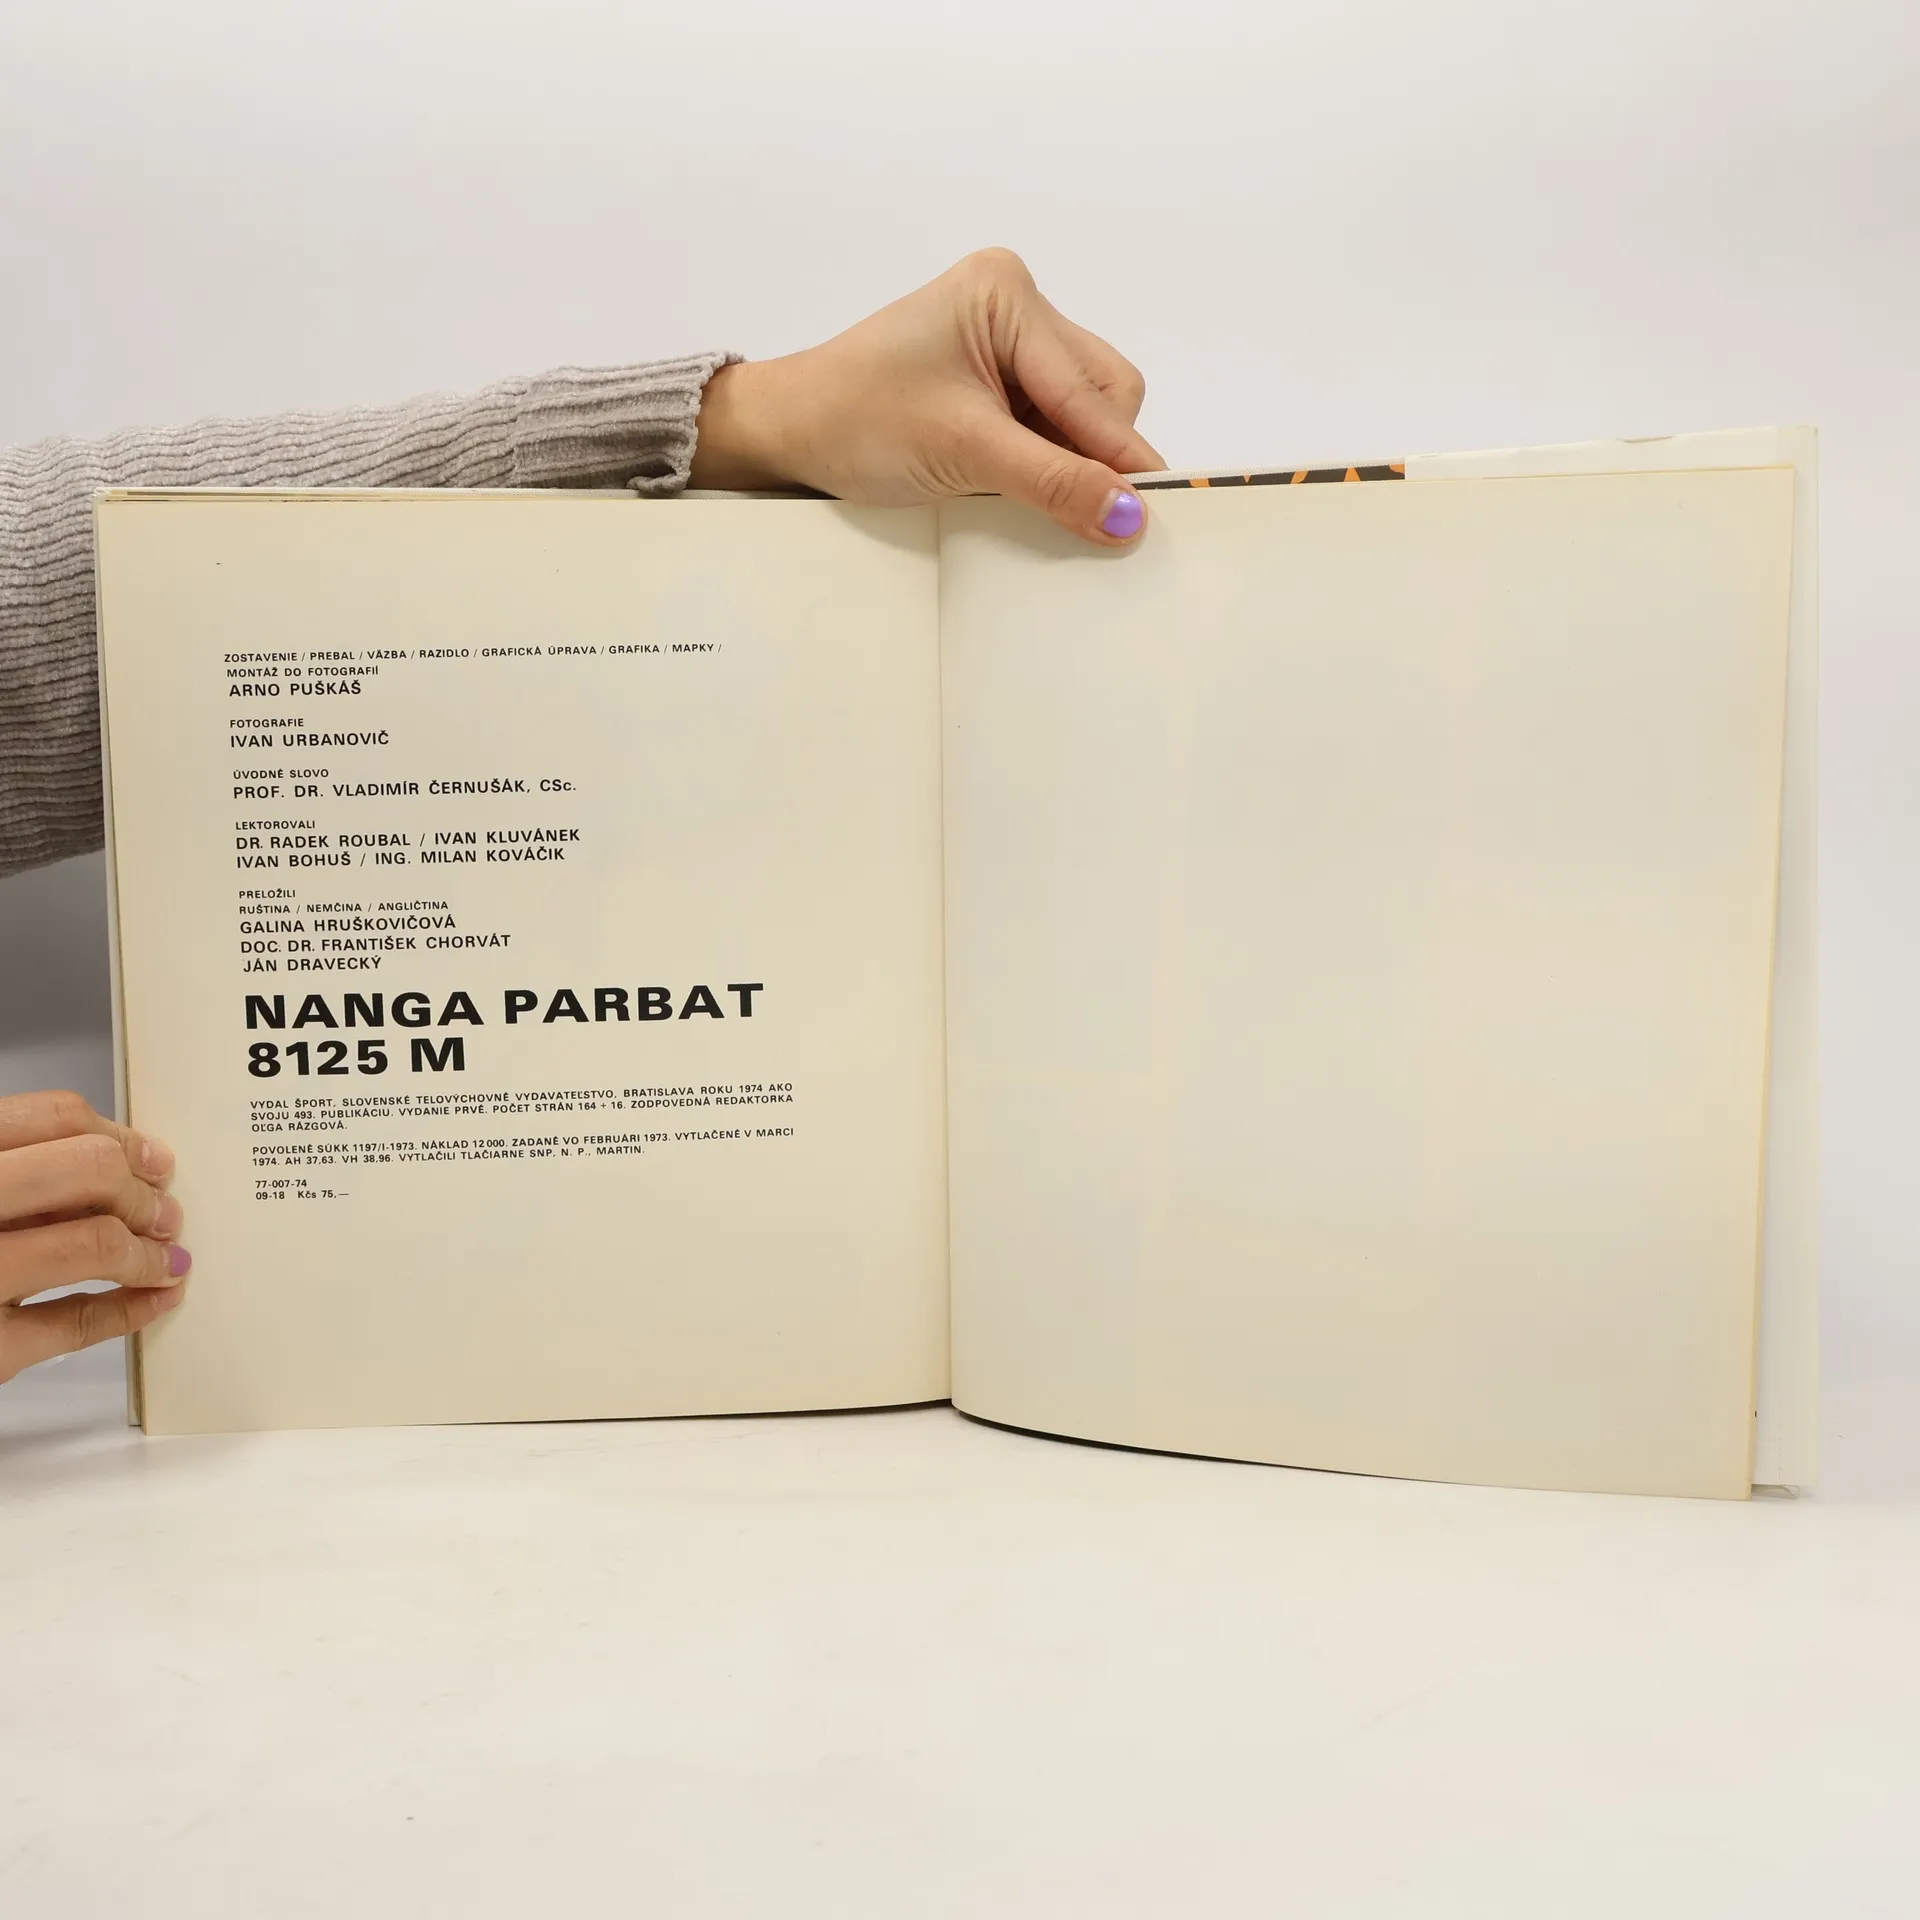 ZOSTAVENIE / PREBAL / VÄZBA / RAZIDLO / GRAFICKÁ ÚPRAVA / GRAFIKA / MAPKY /
MONTÁŽ DO FOTOGRAFIÍ
ARNO PUŠKÁŠ
FOTOGRAFIE
IVAN URBANOVIČ
ÚVODNÉ SLOVO
PROF. DR. VLADIMÍR ČERNUŠÁK, CSc.
LEKTOROVALI
DR. RADEK ROUBAL / IVAN KLUVÁNEK
IVAN BOHUŠ / ING. MILAN KOVÁČIK
PRELOŽILI
RUŠTINA / NEMČINA / ANGLIČTINA
GALINA HRUŠKOVIČOVÁ
DOC. DR. FRANTIŠEK CHORVÁT
JÁN DRAVECKÝ
NANGA PARBAT
8125 M
VYDAL ŠPORT, SLOVENSKÉ TELOVÝCHOVNÉ VYDAVATEĽSTVO, BRATISLAVA ROKU 1974 AKO
SVOJU 493. PUBLIKÁCIU. VYDANIE PRVÉ. POČET STRÁN 164 + 16. ZODPOVEDNÁ REDAKTORKA
OĽGA RÁZGOVÁ.
POVOLENÉ SÚKK 1197/I-1973. NÁKLAD 12 000. ZADANÉ VO FEBRUÁRI 1973. VYTLAČENÉ V MARCI
1974. AH 37,63. VH 38,96. VYTLAČILI TLAČIARNE SNP, N. P., MARTIN.
77-007-74
09-18 Kčs 75,—